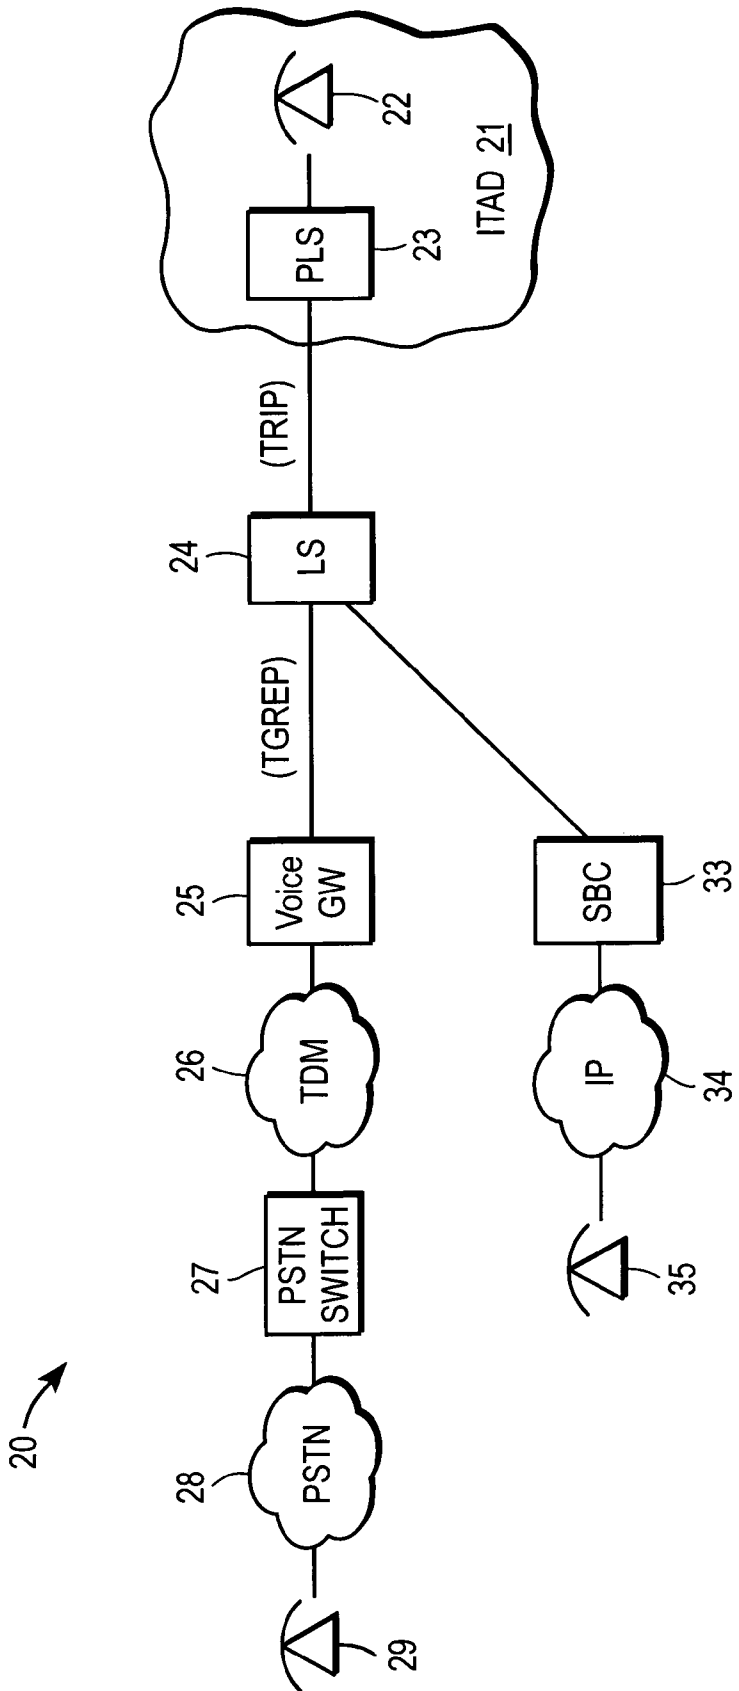 20
29
28
PSTN
27
PSTN
SWITCH
26
TDM
25
Voice
GW
(TGREP)
24
LS
(TRIP)
PLS
23
22
ITAD 21
33
SBC
34
IP
35